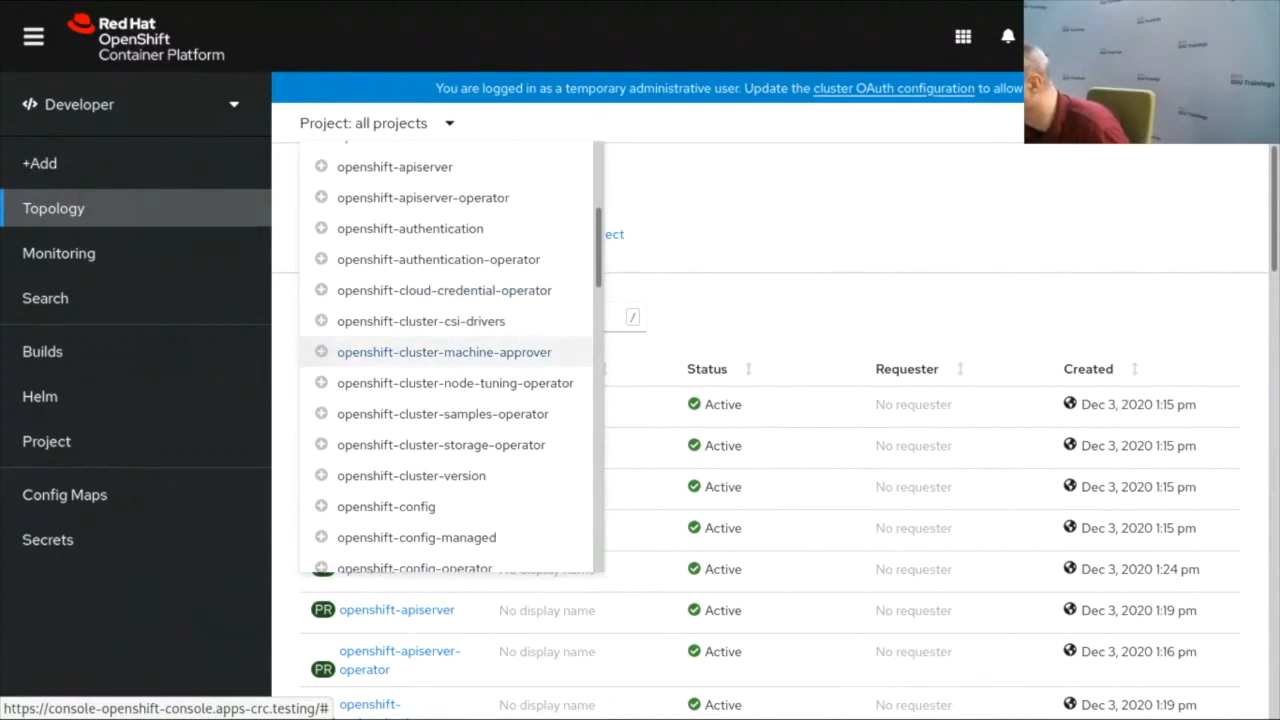 Red Hat
OpenShift
Container Platform
Developer
You are logged in as a temporary administrative user. Update the cluster OAuth configuration to allow
Project: all projects
+Add
Topology
Monitoring
Search
Builds
Helm
Project
Config Maps
Secrets
openshift-apiserver
openshift-apiserver-operator
openshift-authentication
openshift-authentication-operator
openshift-cloud-credential-operator
openshift-cluster-csi-drivers
openshift-cluster-machine-approver
openshift-cluster-node-tuning-operator
openshift-cluster-samples-operator
openshift-cluster-storage-operator
openshift-cluster-version
openshift-config
openshift-config-managed
openshift-config-operator
ect
/
Status Requester Created
Active No requester Dec 3, 2020 1:15 pm
Active No requester Dec 3, 2020 1:15 pm
Active No requester Dec 3, 2020 1:15 pm
Active No requester Dec 3, 2020 1:15 pm
No display name Active No requester Dec 3, 2020 1:24 pm
PR openshift-apiserver No display name Active No requester Dec 3, 2020 1:19 pm
PR openshift-apiserver-
operator No display name Active No requester Dec 3, 2020 1:16 pm
openshift- No display name Active No requester Dec 3, 2020 1:19 pm
https://console-openshift-console.apps-crc.testing/#